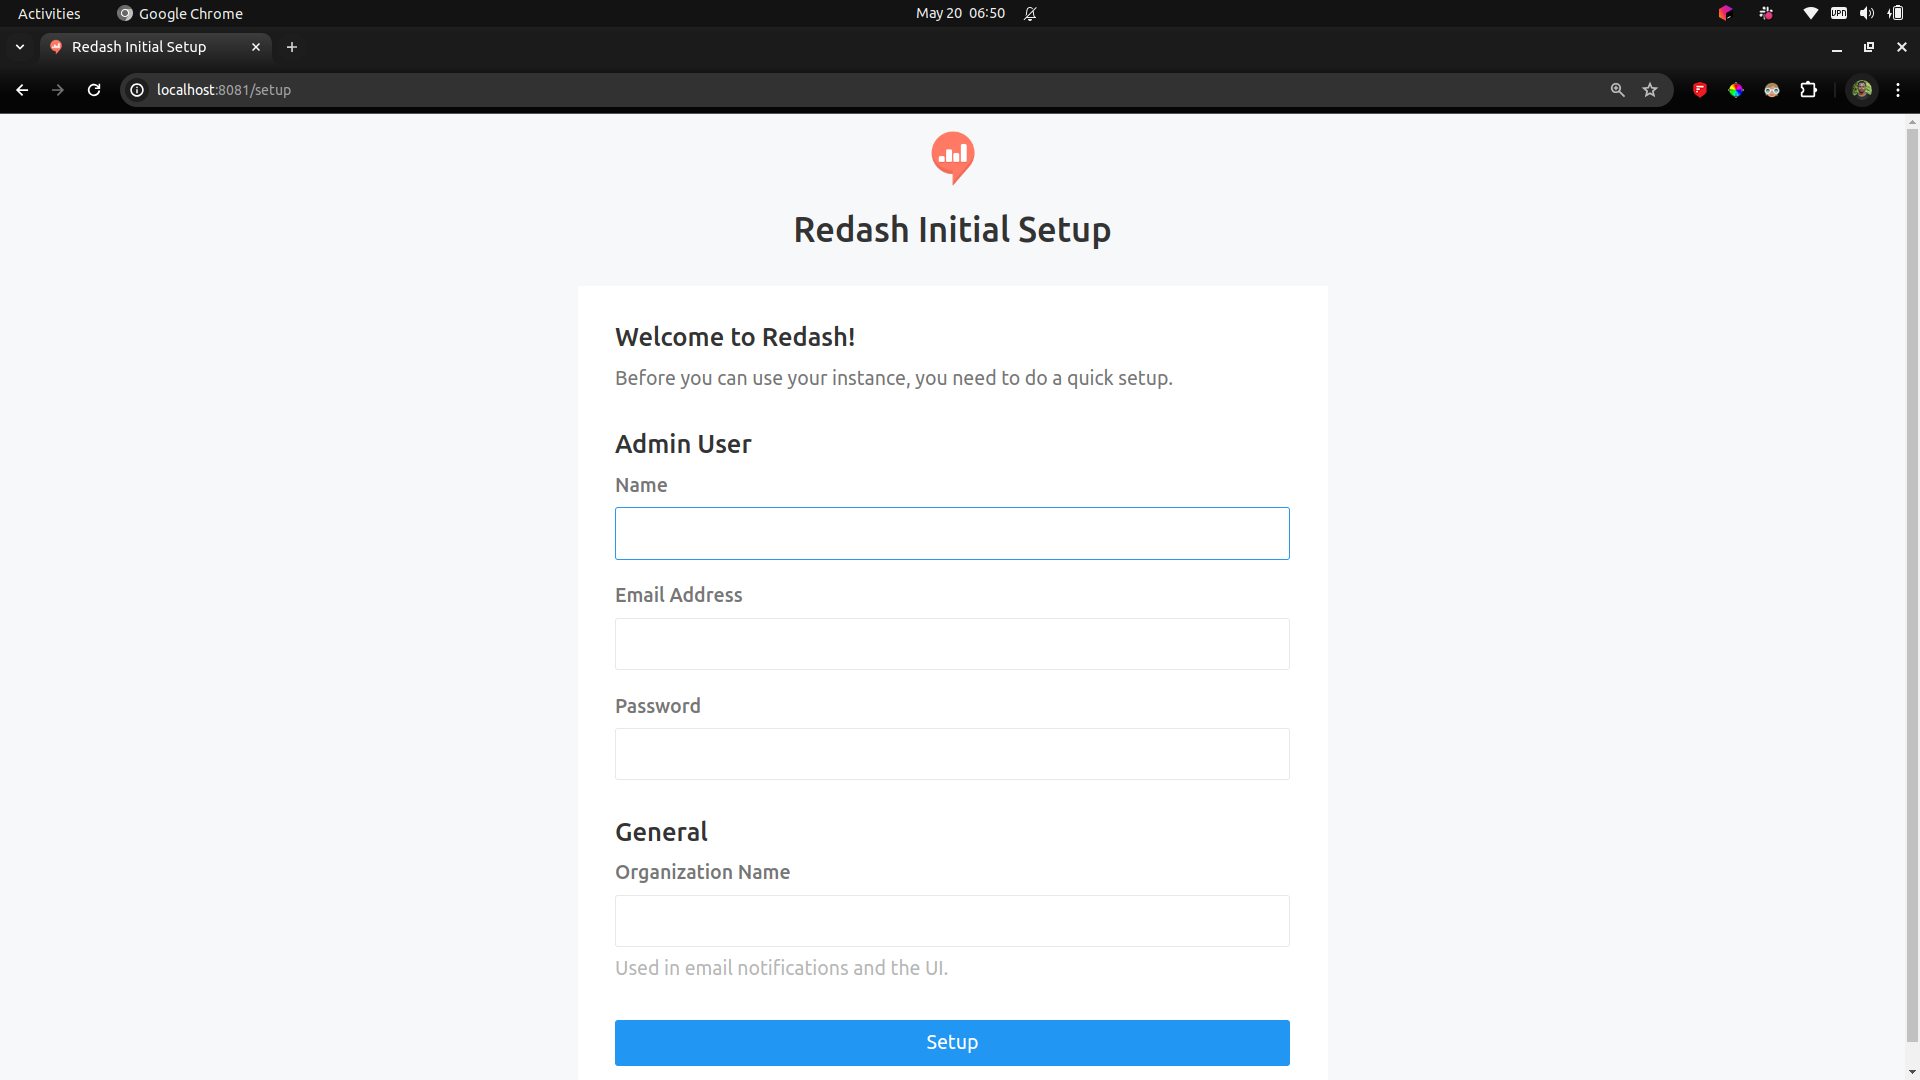 Activities
Google Chrome
May 20 06:50
VPN
Redash Initial Setup
localhost:8081/setup
Redash Initial Setup
Welcome to Redash!
Before you can use your instance, you need to do a quick setup.
Admin User
Name
Email Address
Password
General
Organization Name
Used in email notifications and the UI.
Setup